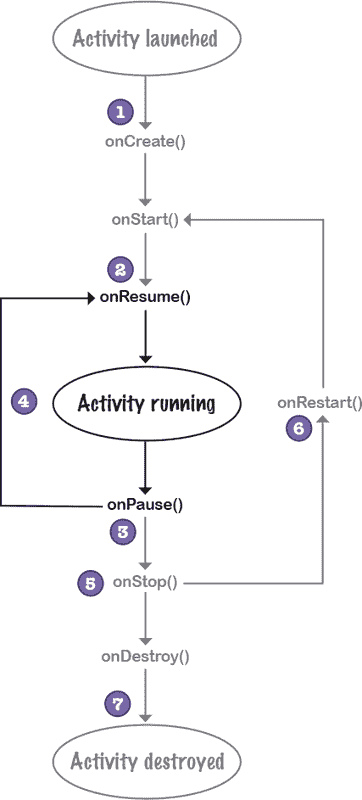 Activity launched
1
onCreate()
onStart()
2
onResume()
4
Activity running
onRestart()
6
onPause()
3
5
onStop()
onDestroy()
7
Activity destroyed